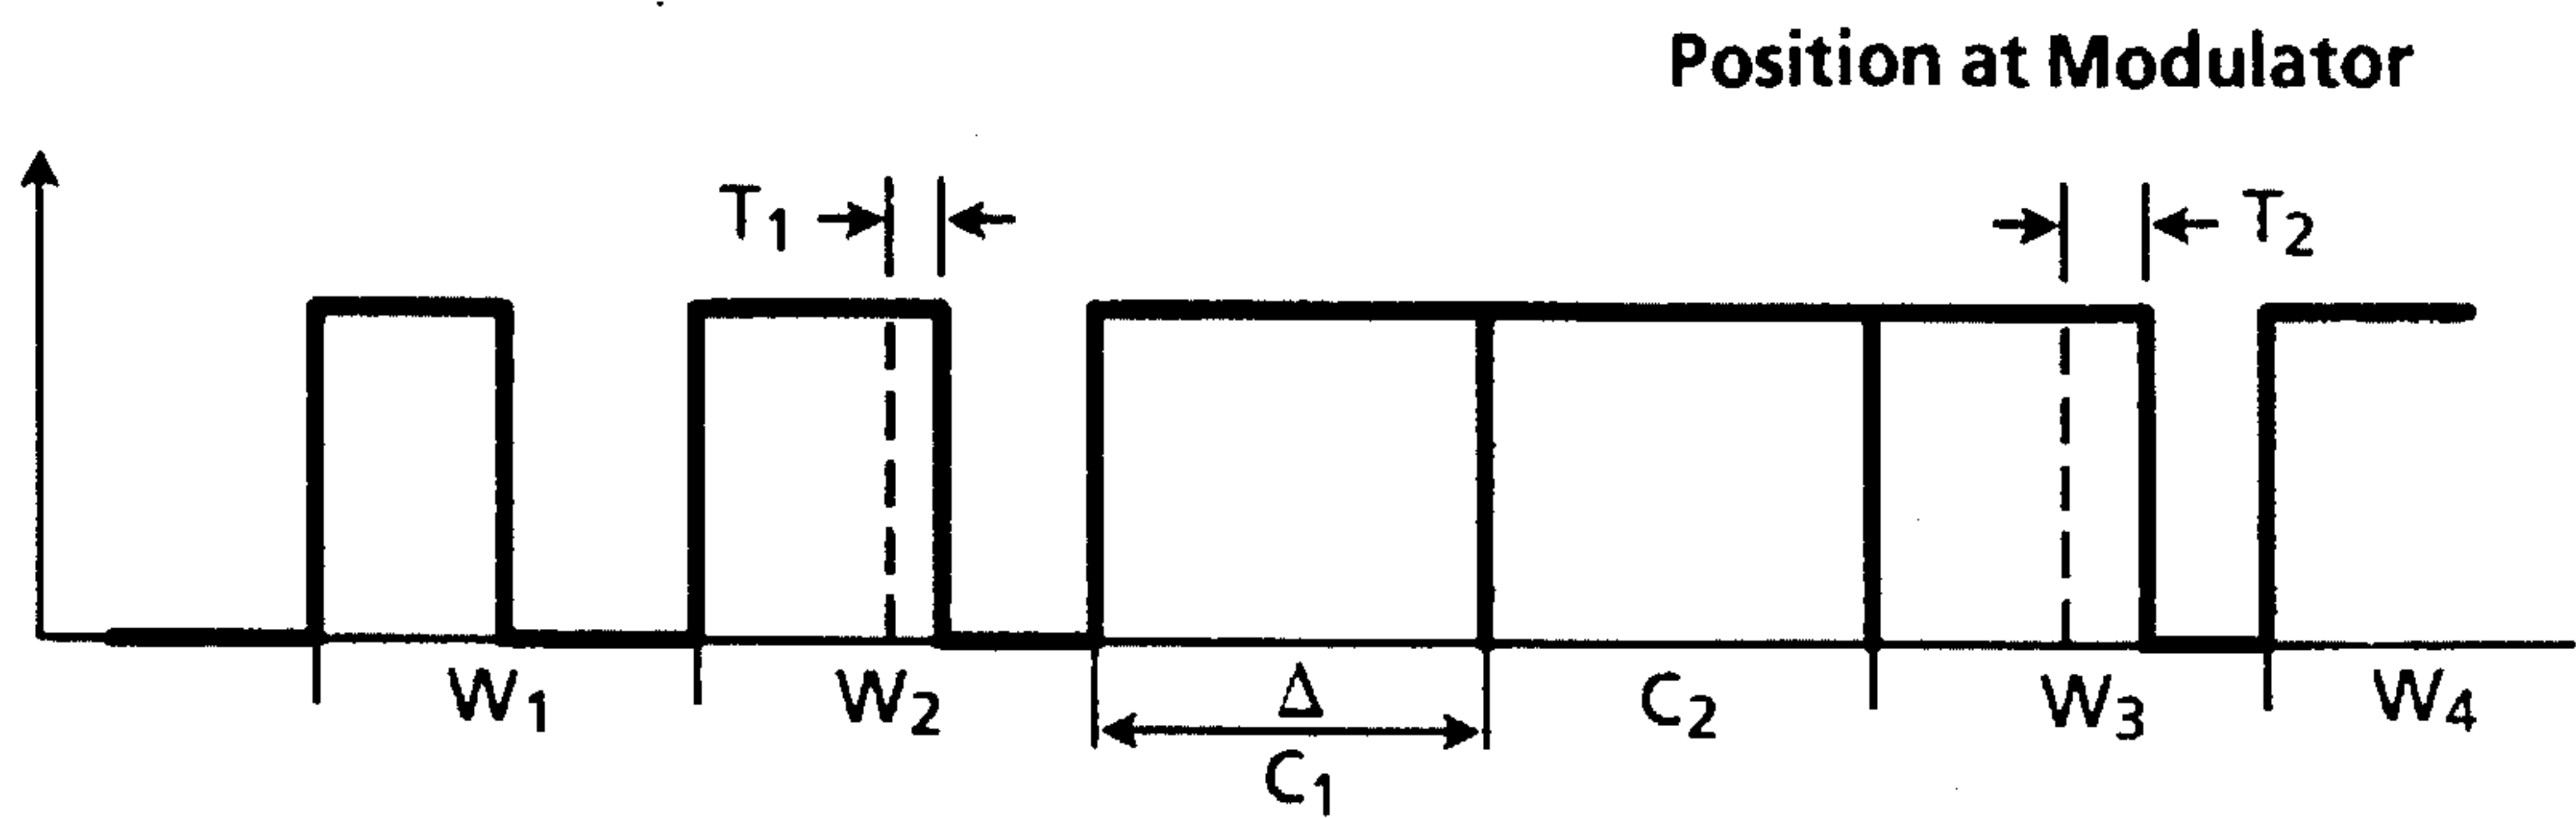 Position at Modulator
T1 T2
W1 W2 Δ C2 W3 W4
C1